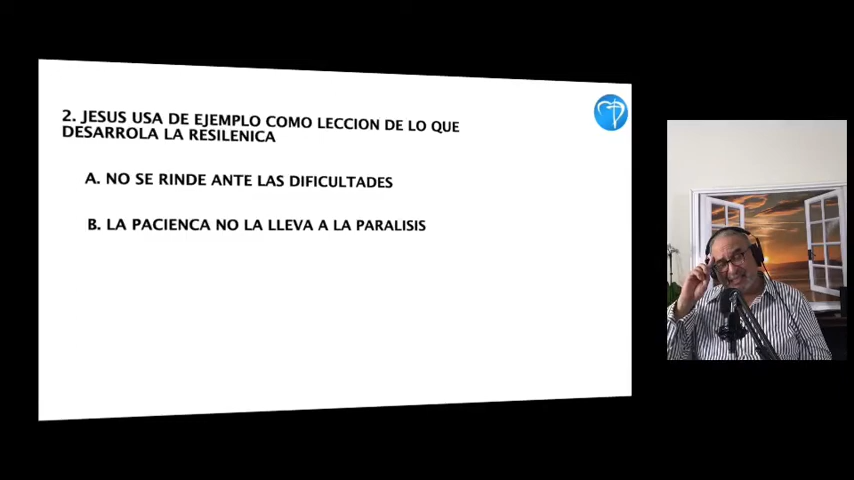 2. JESUS USA DE EJEMPLO COMO LECCION DE LO QUE
DESARROLA LA RESILENICA
A. NO SE RINDE ANTE LAS DIFICULTADES
B. LA PACIENCA NO LA LLEVA A LA PARALISIS